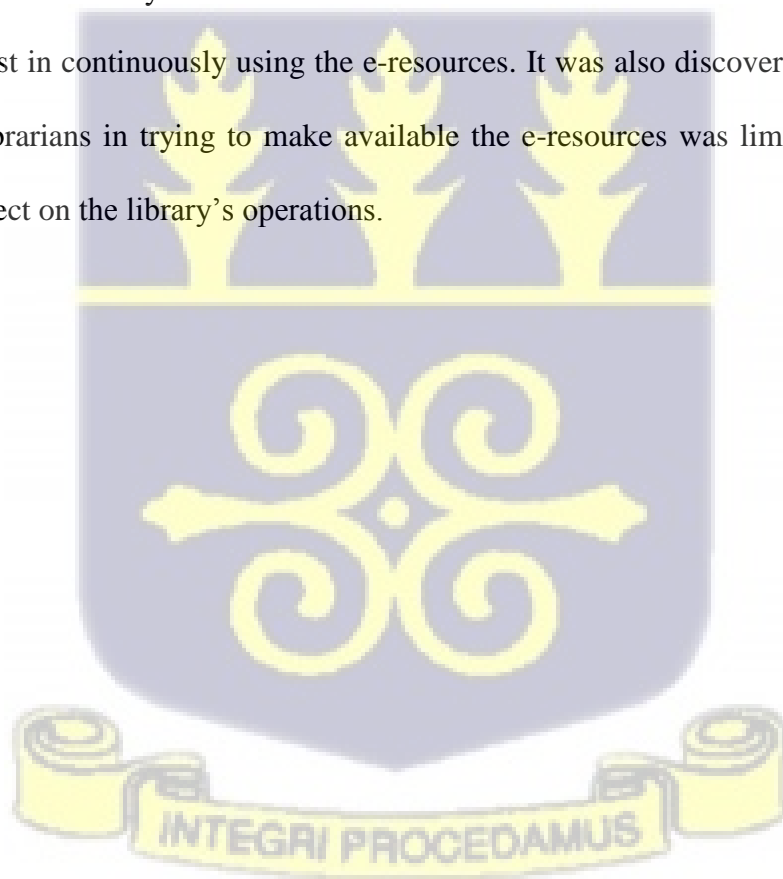 st in continuously using the e-resources. It was also discover
brarians in trying to make available the e-resources was lim
ect on the library's operations.
INTEGRI PROCEDAMUS